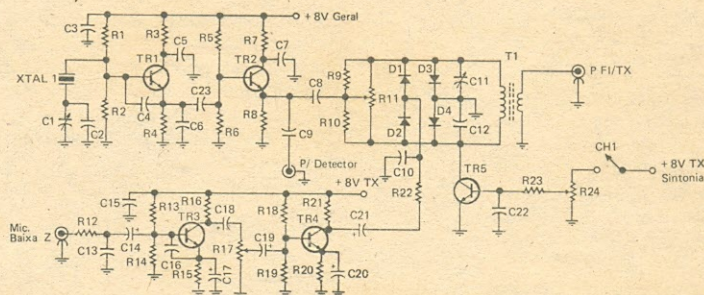 + 8V Geral
C3
R1
R3
C5
R5
R7
C7
TR1
TR2
XTAL 1
C8
R9
D1
D3
C11
T1
P FI/TX
R11
C4
C23
R2
R10
D2
D4
C12
C1
C2
R4
C6
R6
R8
C9
C10
CH1
P/ Detector
TR5
R23
R24
+ 8V TX
Sintonia
+ 8V TX
R22
C22
C15
R13
R16
C18
R18
R21
C21
Mic.
Baixa Z
R12
TR3
TR4
C14
R17
C19
C13
R14
C16
R15
C17
R19
R20
C20